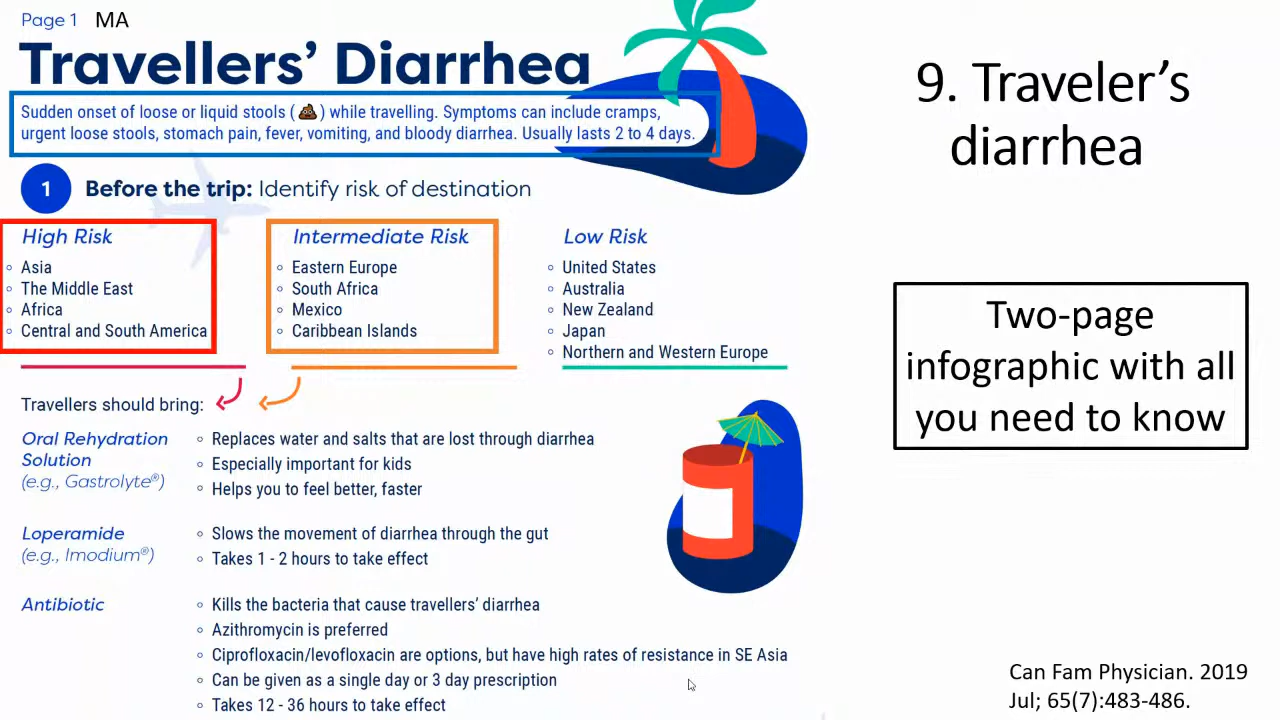 Page 1 MA
Travellers’ Diarrhea
Sudden onset of loose or liquid stools (💩) while travelling. Symptoms can include cramps,
urgent loose stools, stomach pain, fever, vomiting, and bloody diarrhea. Usually lasts 2 to 4 days.
1 Before the trip: Identify risk of destination
High Risk
◦ Asia
◦ The Middle East
◦ Africa
◦ Central and South America
Intermediate Risk
◦ Eastern Europe
◦ South Africa
◦ Mexico
◦ Caribbean Islands
Low Risk
◦ United States
◦ Australia
◦ New Zealand
◦ Japan
◦ Northern and Western Europe
Travellers should bring:
Oral Rehydration
Solution
(e.g., Gastrolyte®)
◦ Replaces water and salts that are lost through diarrhea
◦ Especially important for kids
◦ Helps you to feel better, faster
Loperamide
(e.g., Imodium®)
◦ Slows the movement of diarrhea through the gut
◦ Takes 1 - 2 hours to take effect
Antibiotic
◦ Kills the bacteria that cause travellers’ diarrhea
◦ Azithromycin is preferred
◦ Ciprofloxacin/levofloxacin are options, but have high rates of resistance in SE Asia
◦ Can be given as a single day or 3 day prescription
◦ Takes 12 - 36 hours to take effect
9. Traveler’s
diarrhea
Two-page
infographic with all
you need to know
Can Fam Physician. 2019
Jul; 65(7):483-486.